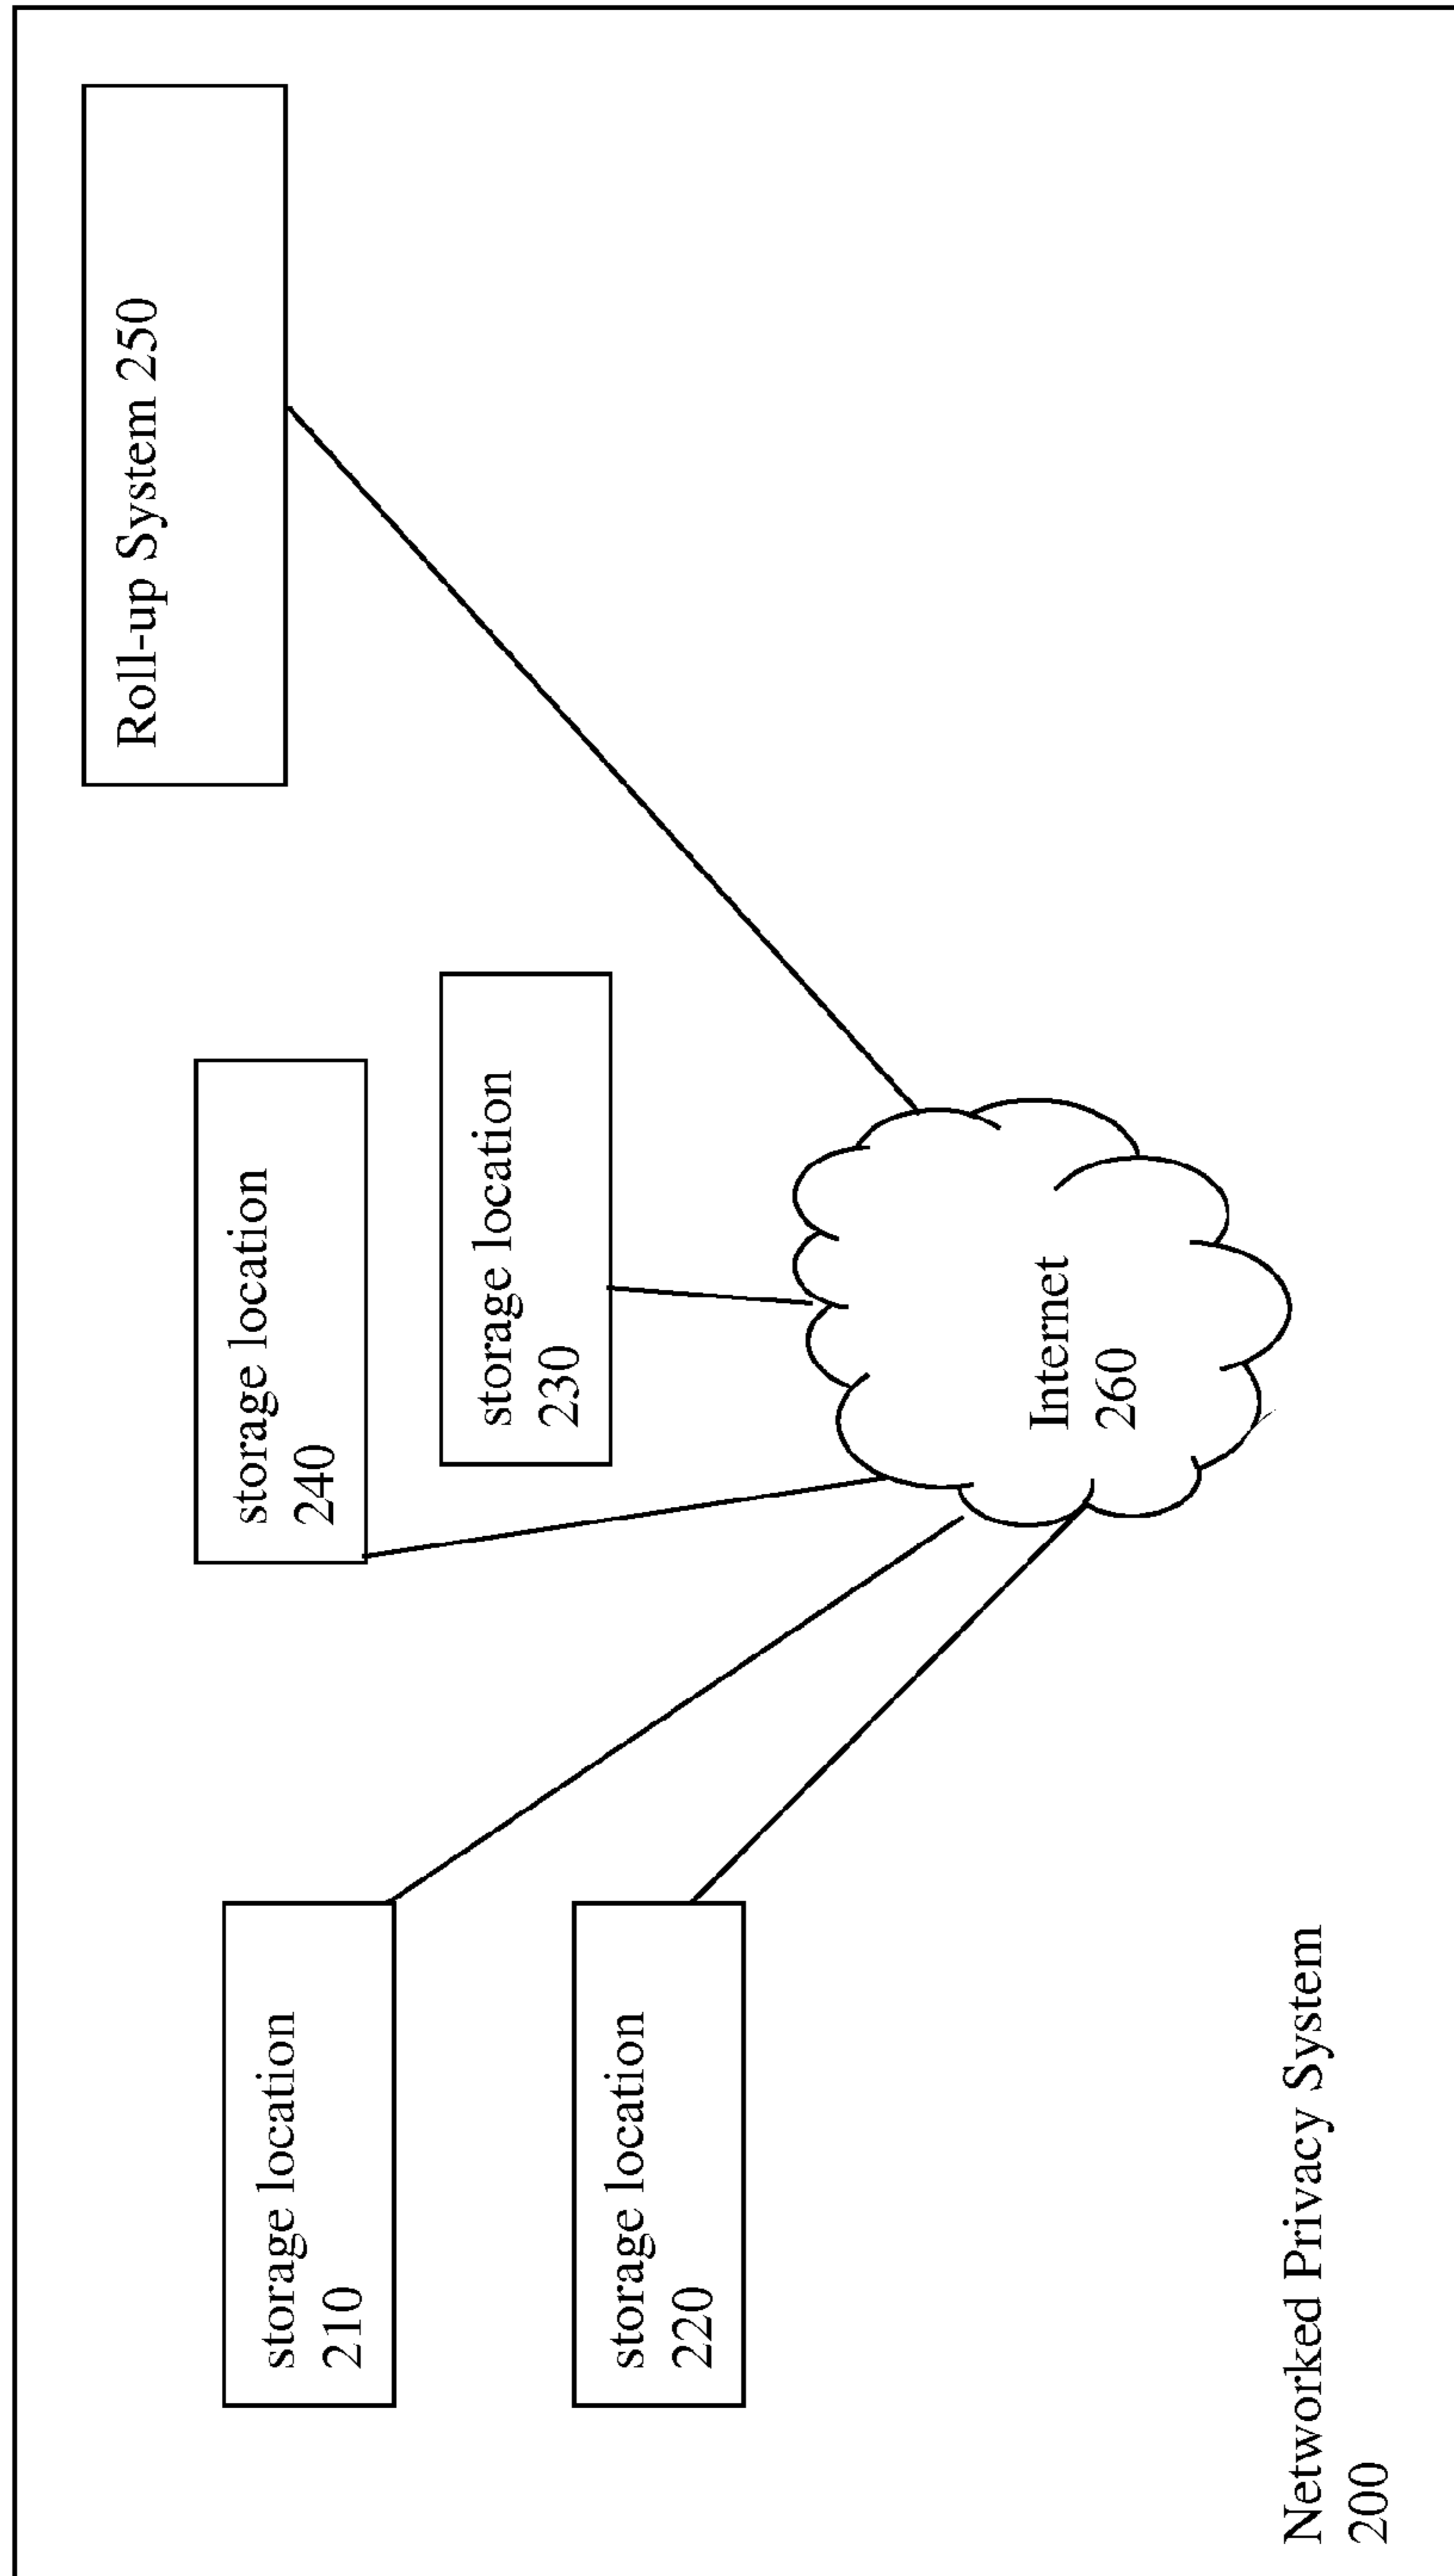 Roll-up System 250
storage location
240
storage location
230
storage location
210
storage location
220
Internet
260
Networked Privacy System
200